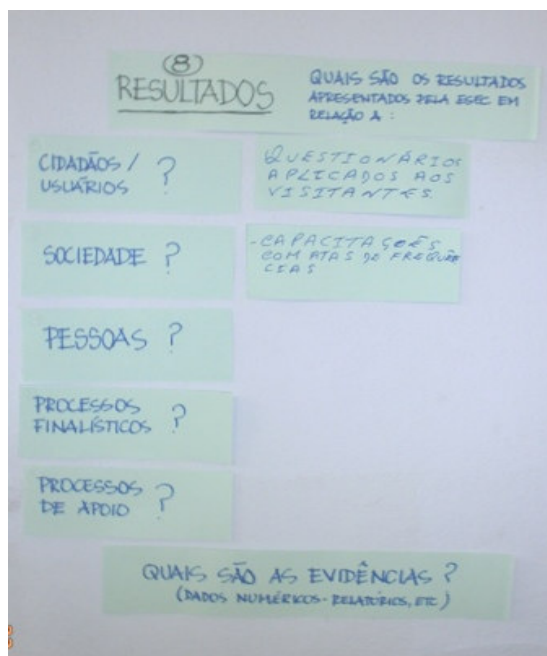 (8)
RESULTADOS
QUAIS SÃO OS RESULTADOS
APRESENTADOS PELA ESEC EM
RELAÇÃO A :
CIDADÃOS / ?
USUÁRIOS
QUESTIONÁRIOS
APLICADOS AOS
VISITANTES.
SOCIEDADE ?
- CAPACITAÇÕES
COM ATAS DE FREQUÊN
CIAS
PESSOAS ?
PROCESSOS
FINALÍSTICOS ?
PROCESSOS
DE APOIO ?
QUAIS SÃO AS EVIDÊNCIAS ?
(DADOS NUMÉRICOS - RELATÓRIOS, ETC)